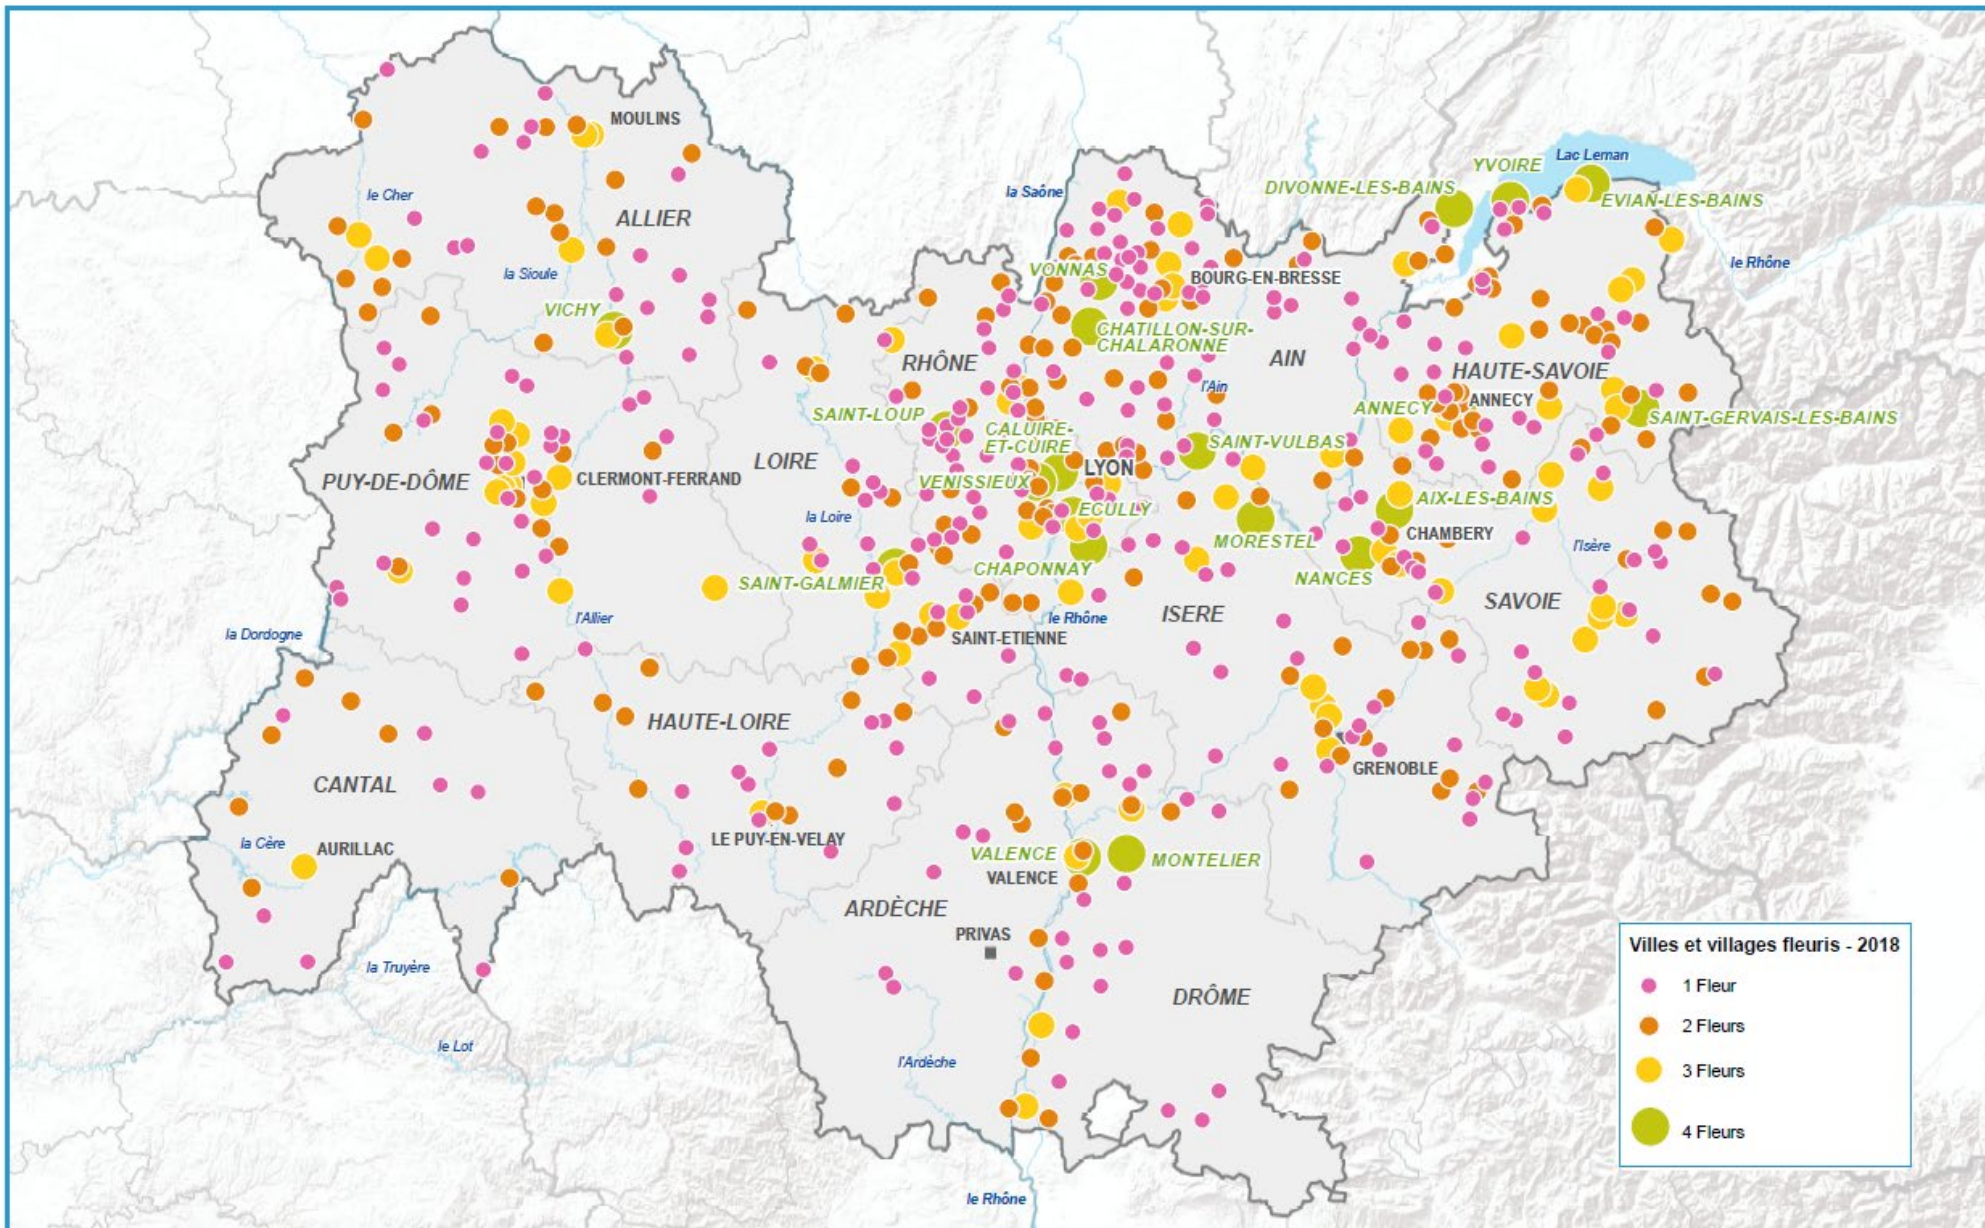 MOULINS
le Cher
ALLIER
la Sioule
VICHY
la Saône
DIVONNE-LES-BAINS
YVOIRE
Lac Leman
EVIAN-LES-BAINS
le Rhône
VONNAS
BOURG-EN-BRESSE
CHATILLON-SUR-
CHALARONNE
RHÔNE
AIN
l'Ain
HAUTE-SAVOIE
ANNECY
ANNECY
SAINT-GERVAIS-LES-BAINS
SAINT-LOUP
CALUIRE-
ET-CUIRE
SAINT-VULBAS
PUY-DE-DÔME
CLERMONT-FERRAND
LOIRE
LYON
VENISSIEUX
AIX-LES-BAINS
la Loire
ECULLY
CHAMBERY
MORESTEL
l'Isère
CHAPONNAY
NANCES
SAINT-GALMIER
SAVOIE
l'Allier
le Rhône
ISERE
la Dordogne
SAINT-ETIENNE
HAUTE-LOIRE
GRENOBLE
CANTAL
LE PUY-EN-VELAY
la Cère
AURILLAC
VALENCE
MONTELIER
VALENCE
ARDÈCHE
PRIVAS
la Truyère
DRÔME
le Lot
l'Ardèche
le Rhône
Villes et villages fleuris - 2018
1 Fleur
2 Fleurs
3 Fleurs
4 Fleurs